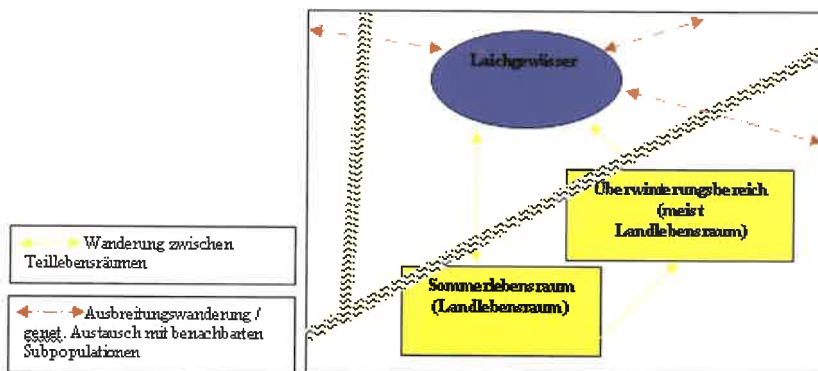 Laichgewässer
Überwinterungsbereich
(meist
Landlebensraum)
Sommerlebensraum
(Landlebensraum)
Wanderung zwischen
Teillebensräumen
Ausbreitungswanderung /
genet. Austausch mit benachbarten
Subpopulationen